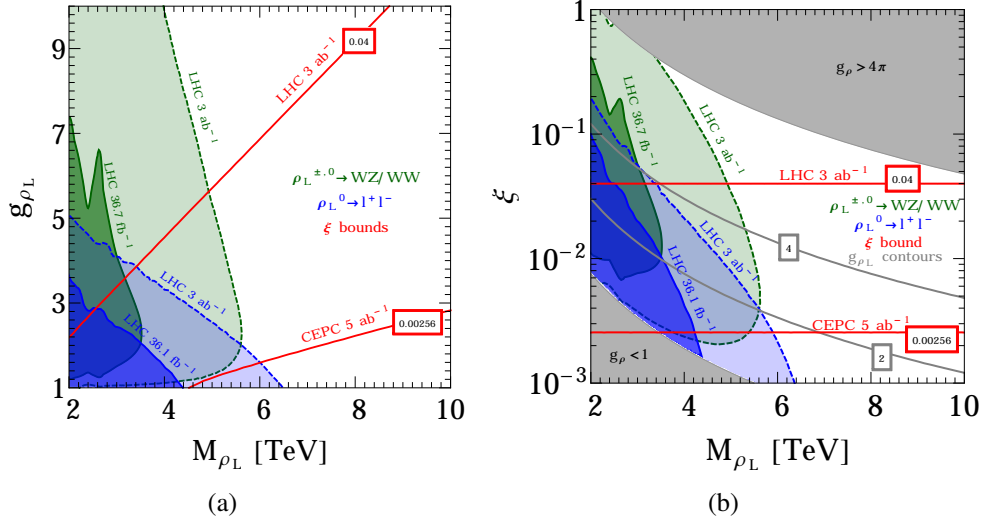 9
7
5
3
1
2
4
6
8
10
g_{ρ_L}
M_{ρ_L} [TeV]
LHC 3 ab^{-1}
0.04
LHC 3 ab^{-1}
LHC 36.7 fb^{-1}
ρ_L^{±,0}→WZ/WW
ρ_L^0→l^+l^-
ξ bounds
LHC 3 ab^{-1}
LHC 36.1 fb^{-1}
CEPC 5 ab^{-1}
0.00256
(a)
1
10^{-1}
10^{-2}
10^{-3}
2
4
6
8
10
ξ
M_{ρ_L} [TeV]
g_ρ>4π
LHC 3 ab^{-1}
LHC 36.7 fb^{-1}
LHC 3 ab^{-1}
0.04
ρ_L^{±,0}→WZ/WW
ρ_L^0→l^+l^-
ξ bound
g_{ρ_L} contours
4
LHC 3 ab^{-1}
LHC 36.1 fb^{-1}
CEPC 5 ab^{-1}
0.00256
2
g_ρ<1
(b)